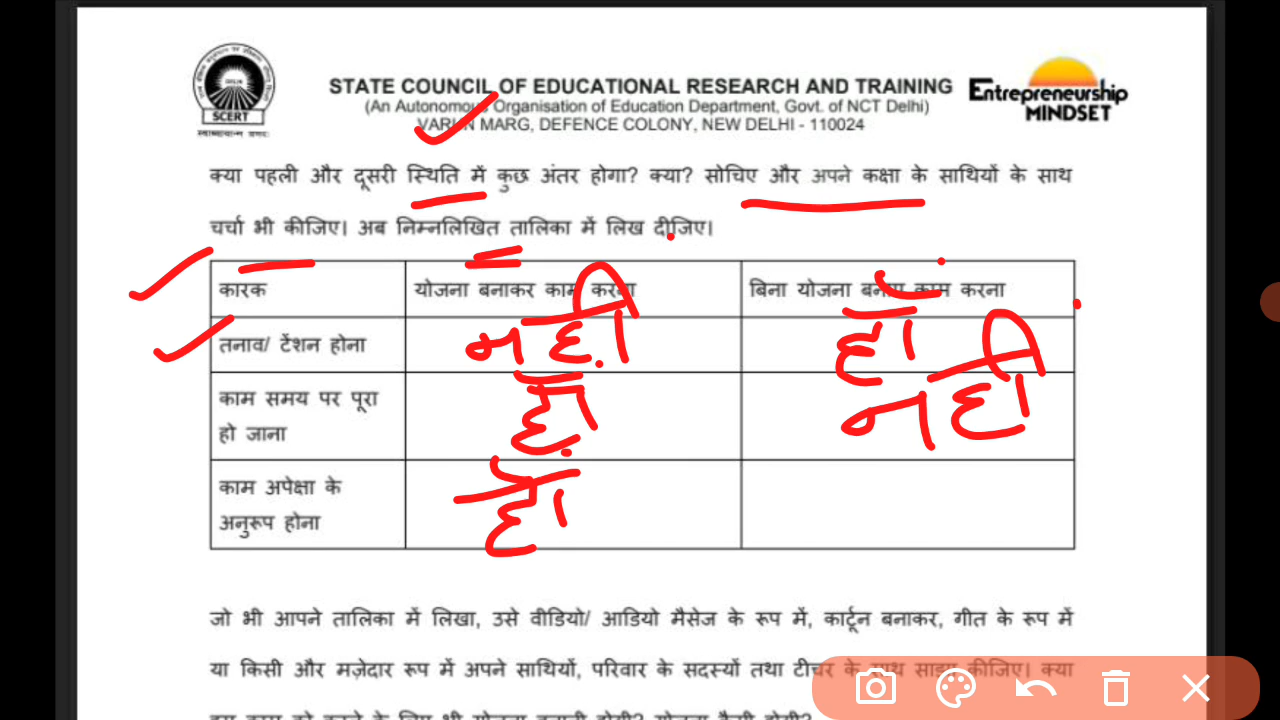 STATE COUNCIL OF EDUCATIONAL RESEARCH AND TRAINING
(An Autonomous Organisation of Education Department, Govt. of NCT Delhi)
VARUN MARG, DEFENCE COLONY, NEW DELHI - 110024
SCERT
Entrepreneurship
MINDSET
क्या पहली और दूसरी स्थिति में कुछ अंतर होगा? क्या? सोचिए और अपने कक्षा के साथियों के साथ
चर्चा भी कीजिए। अब निम्नलिखित तालिका में लिख दीजिए।
कारक योजना बनाकर काम करना बिना योजना बनाए काम करना
तनाव/ टेंशन होना नही हाँ
काम समय पर पूरा
हो जाना हाँ नही
काम अपेक्षा के
अनुरूप होना हाँ
जो भी आपने तालिका में लिखा, उसे वीडियो/ आडियो मैसेज के रूप में, कार्टून बनाकर, गीत के रूप में
या किसी और मज़ेदार रूप में अपने साथियों, परिवार के सदस्यों तथा टीचर के साथ साझा कीजिए। क्या